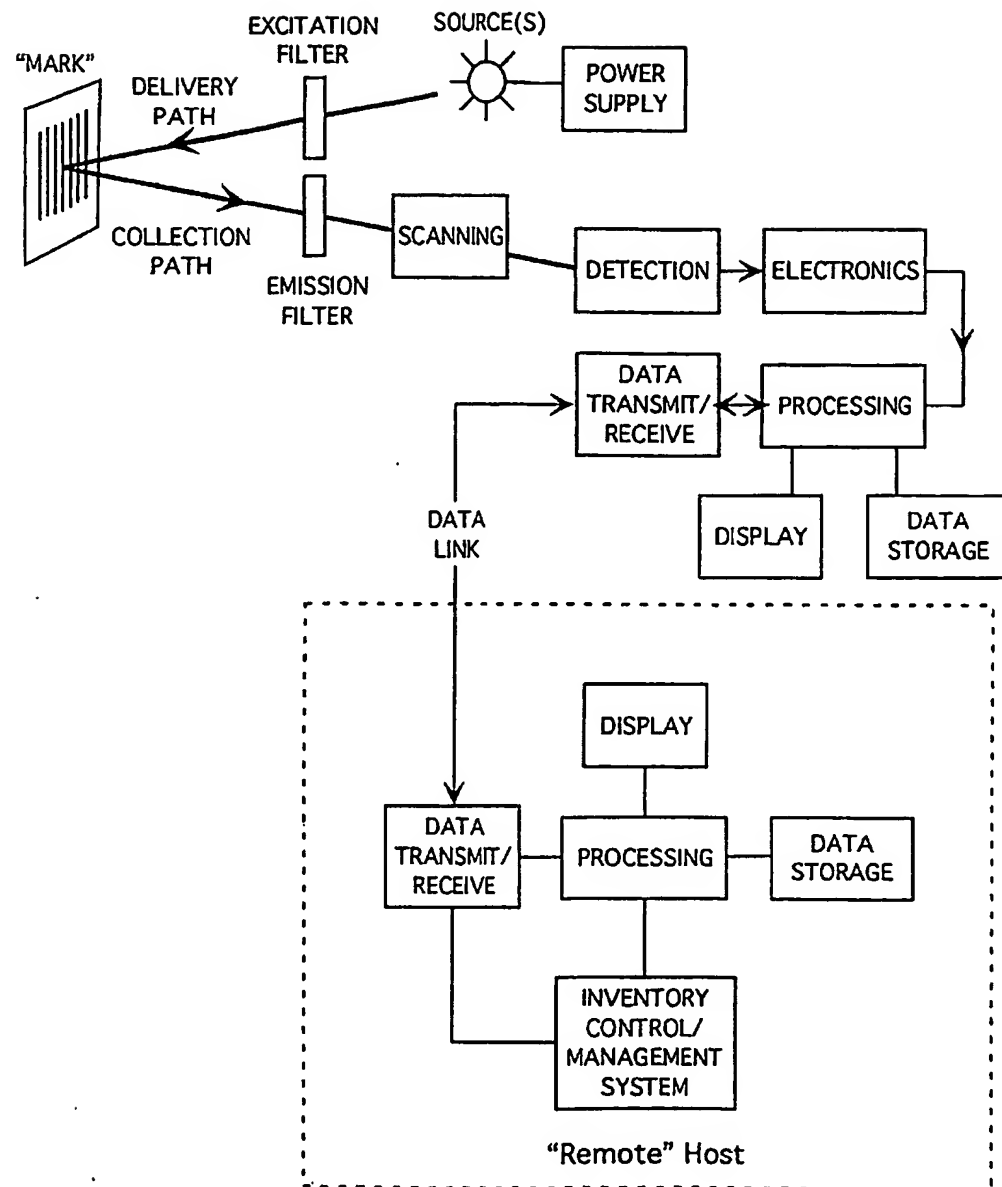 EXCITATION
FILTER
SOURCE(S)
"MARK"
DELIVERY
PATH
POWER
SUPPLY
COLLECTION
PATH
EMISSION
FILTER
SCANNING
DETECTION
ELECTRONICS
DATA
TRANSMIT/
RECEIVE
PROCESSING
DISPLAY
DATA
STORAGE
DATA
LINK
DISPLAY
DATA
TRANSMIT/
RECEIVE
PROCESSING
DATA
STORAGE
INVENTORY
CONTROL/
MANAGEMENT
SYSTEM
"Remote" Host